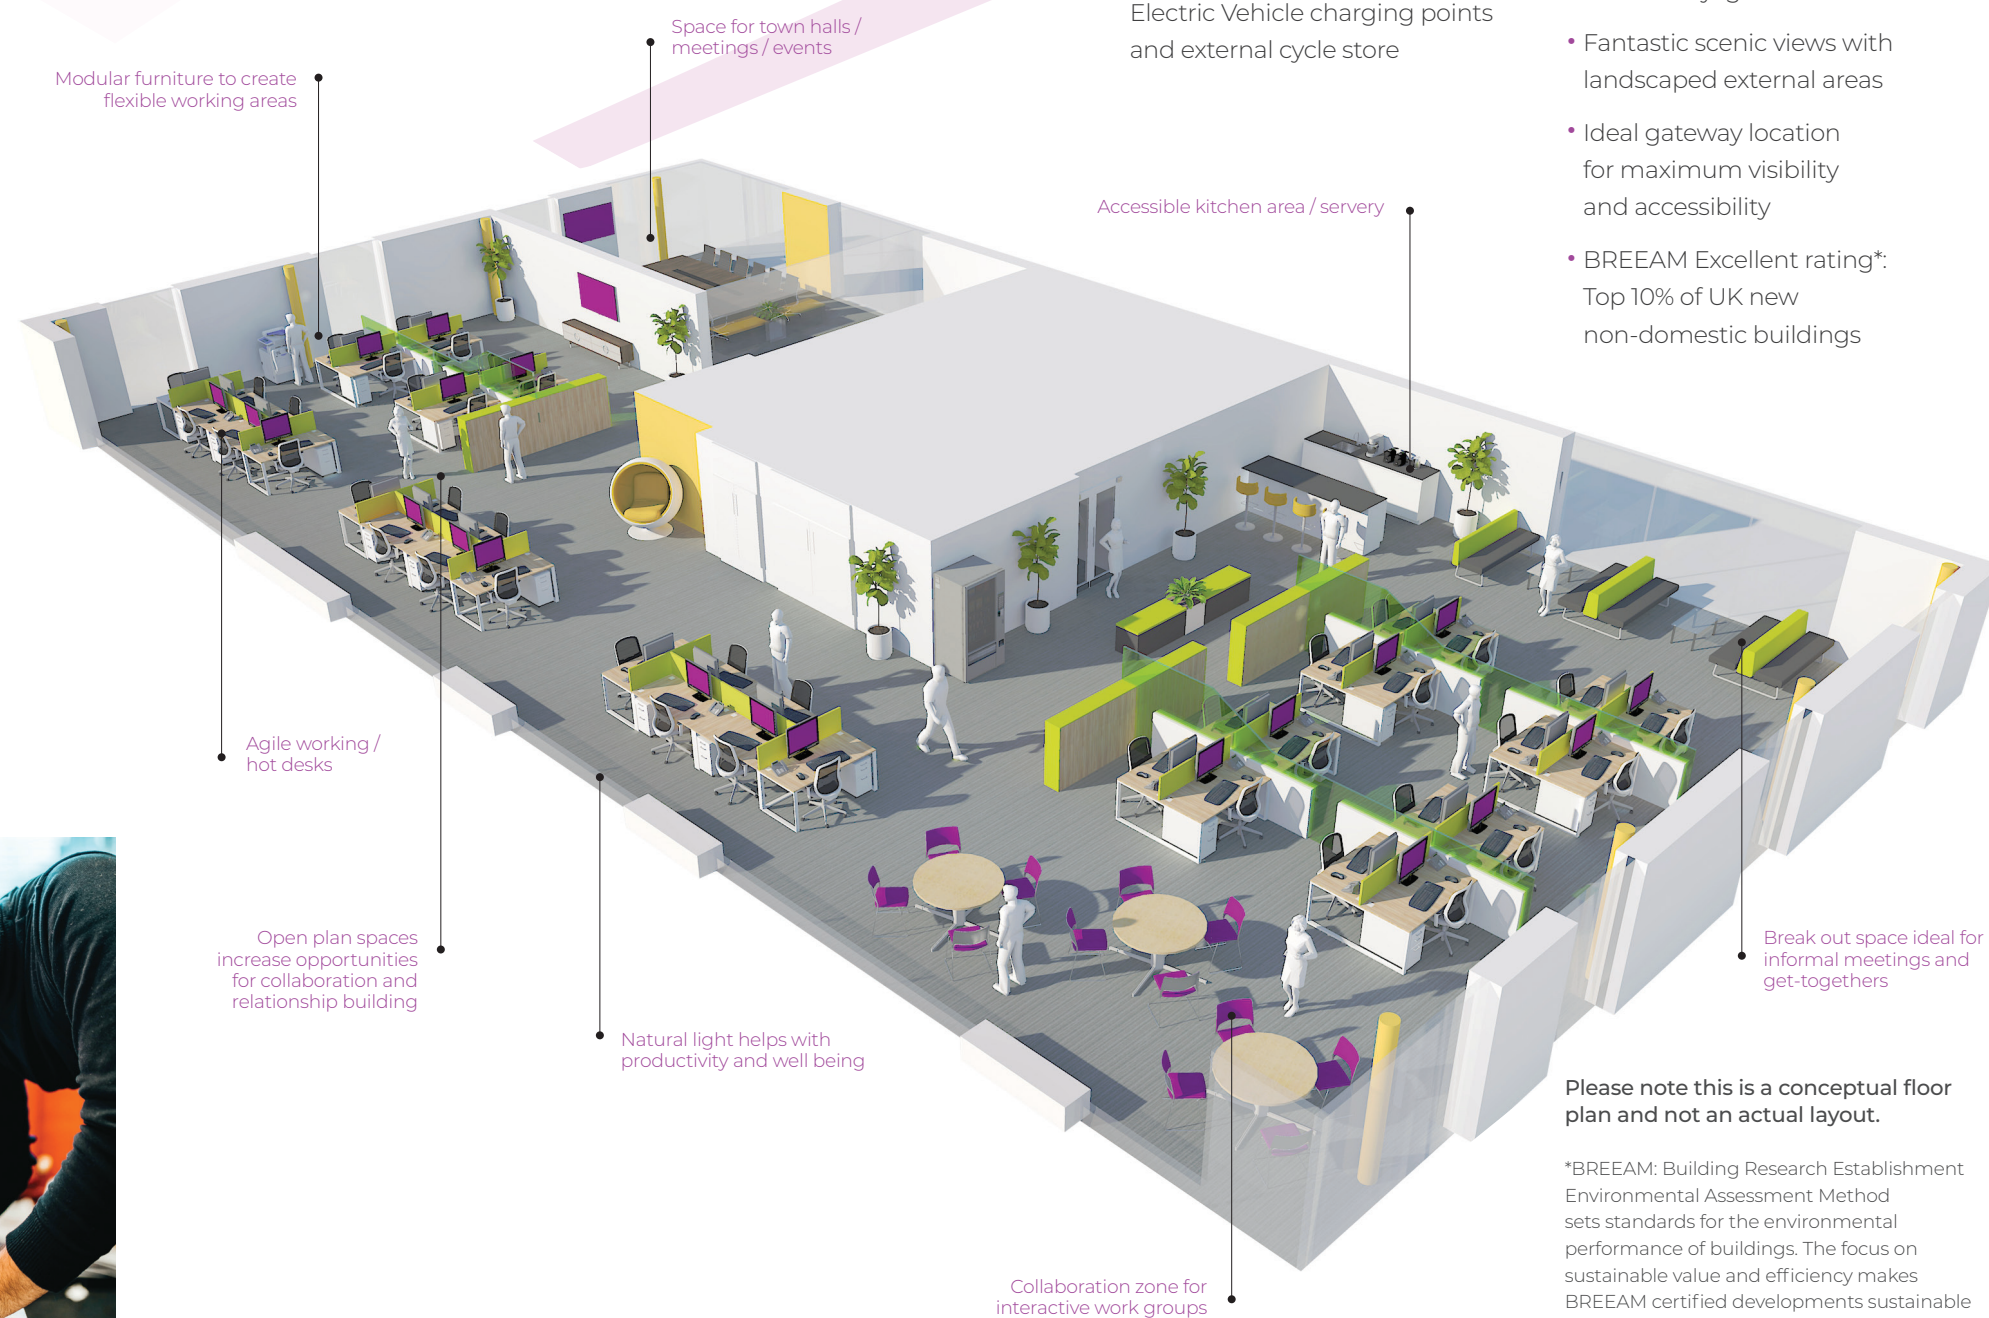 Space for town halls /
meetings / events
Modular furniture to create
flexible working areas
Electric Vehicle charging points
and external cycle store
• Fantastic scenic views with
landscaped external areas
• Ideal gateway location
for maximum visibility
and accessibility
• BREEAM Excellent rating*:
Top 10% of UK new
non-domestic buildings
Accessible kitchen area / servery
Agile working /
hot desks
Open plan spaces
increase opportunities
for collaboration and
relationship building
Natural light helps with
productivity and well being
Break out space ideal for
informal meetings and
get-togethers
Collaboration zone for
interactive work groups
Please note this is a conceptual floor
plan and not an actual layout.
*BREEAM: Building Research Establishment
Environmental Assessment Method
sets standards for the environmental
performance of buildings. The focus on
sustainable value and efficiency makes
BREEAM certified developments sustainable